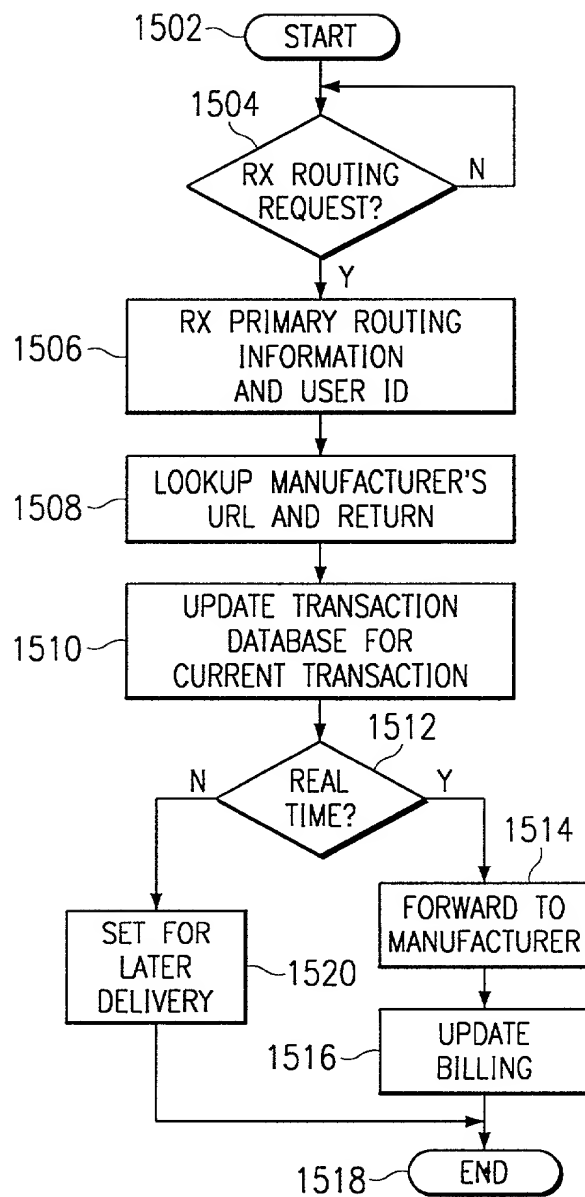 1502
START
1504
RX ROUTING
REQUEST?
N
Y
1506
RX PRIMARY ROUTING
INFORMATION
AND USER ID
1508
LOOKUP MANUFACTURER'S
URL AND RETURN
1510
UPDATE TRANSACTION
DATABASE FOR
CURRENT TRANSACTION
1512
N
REAL
TIME?
Y
1514
FORWARD TO
MANUFACTURER
SET FOR
LATER
DELIVERY
1520
1516
UPDATE
BILLING
1518
END